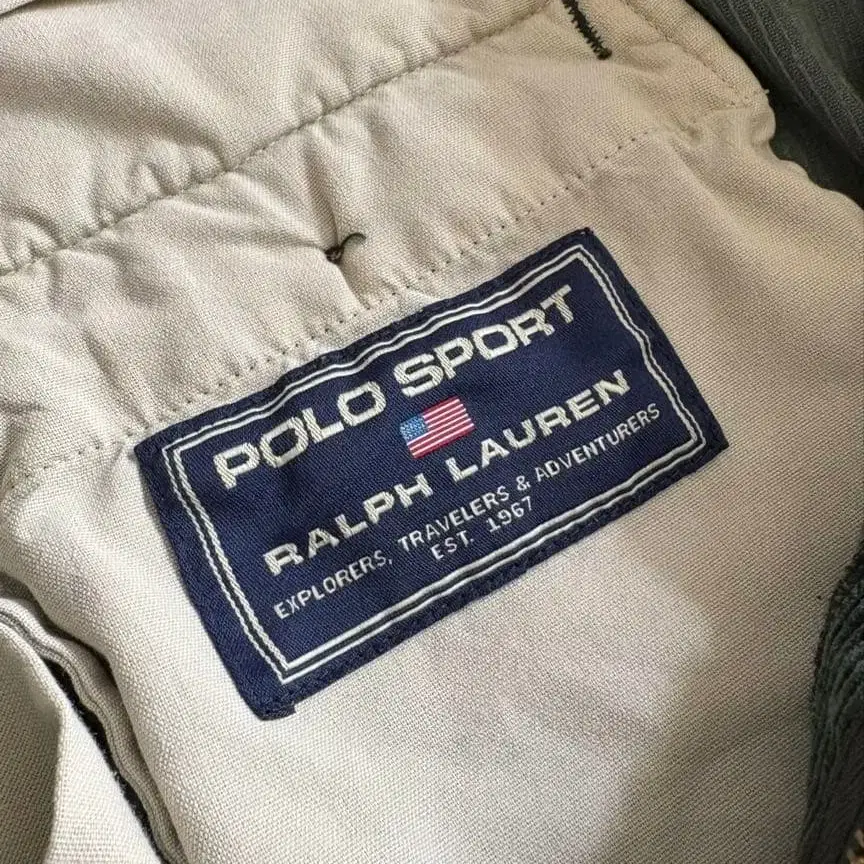 POLO SPORT
RALPH LAUREN
EXPLORERS, TRAVELERS & ADVENTURERS
EST. 1967